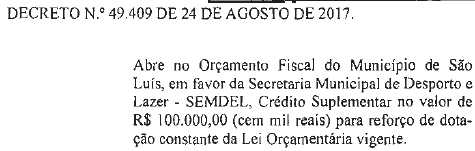 DECRETO N.º 49.409 DE 24 DE AGOSTO DE 2017.
Abre no Orçamento Fiscal do Município de São
Luís, em favor da Secretaria Municipal de Desporto e
Lazer - SEMDEL, Crédito Suplementar no valor de
R$ 100.000,00 (cem mil reais) para reforço de dota-
ção constante da Lei Orçamentária vigente.